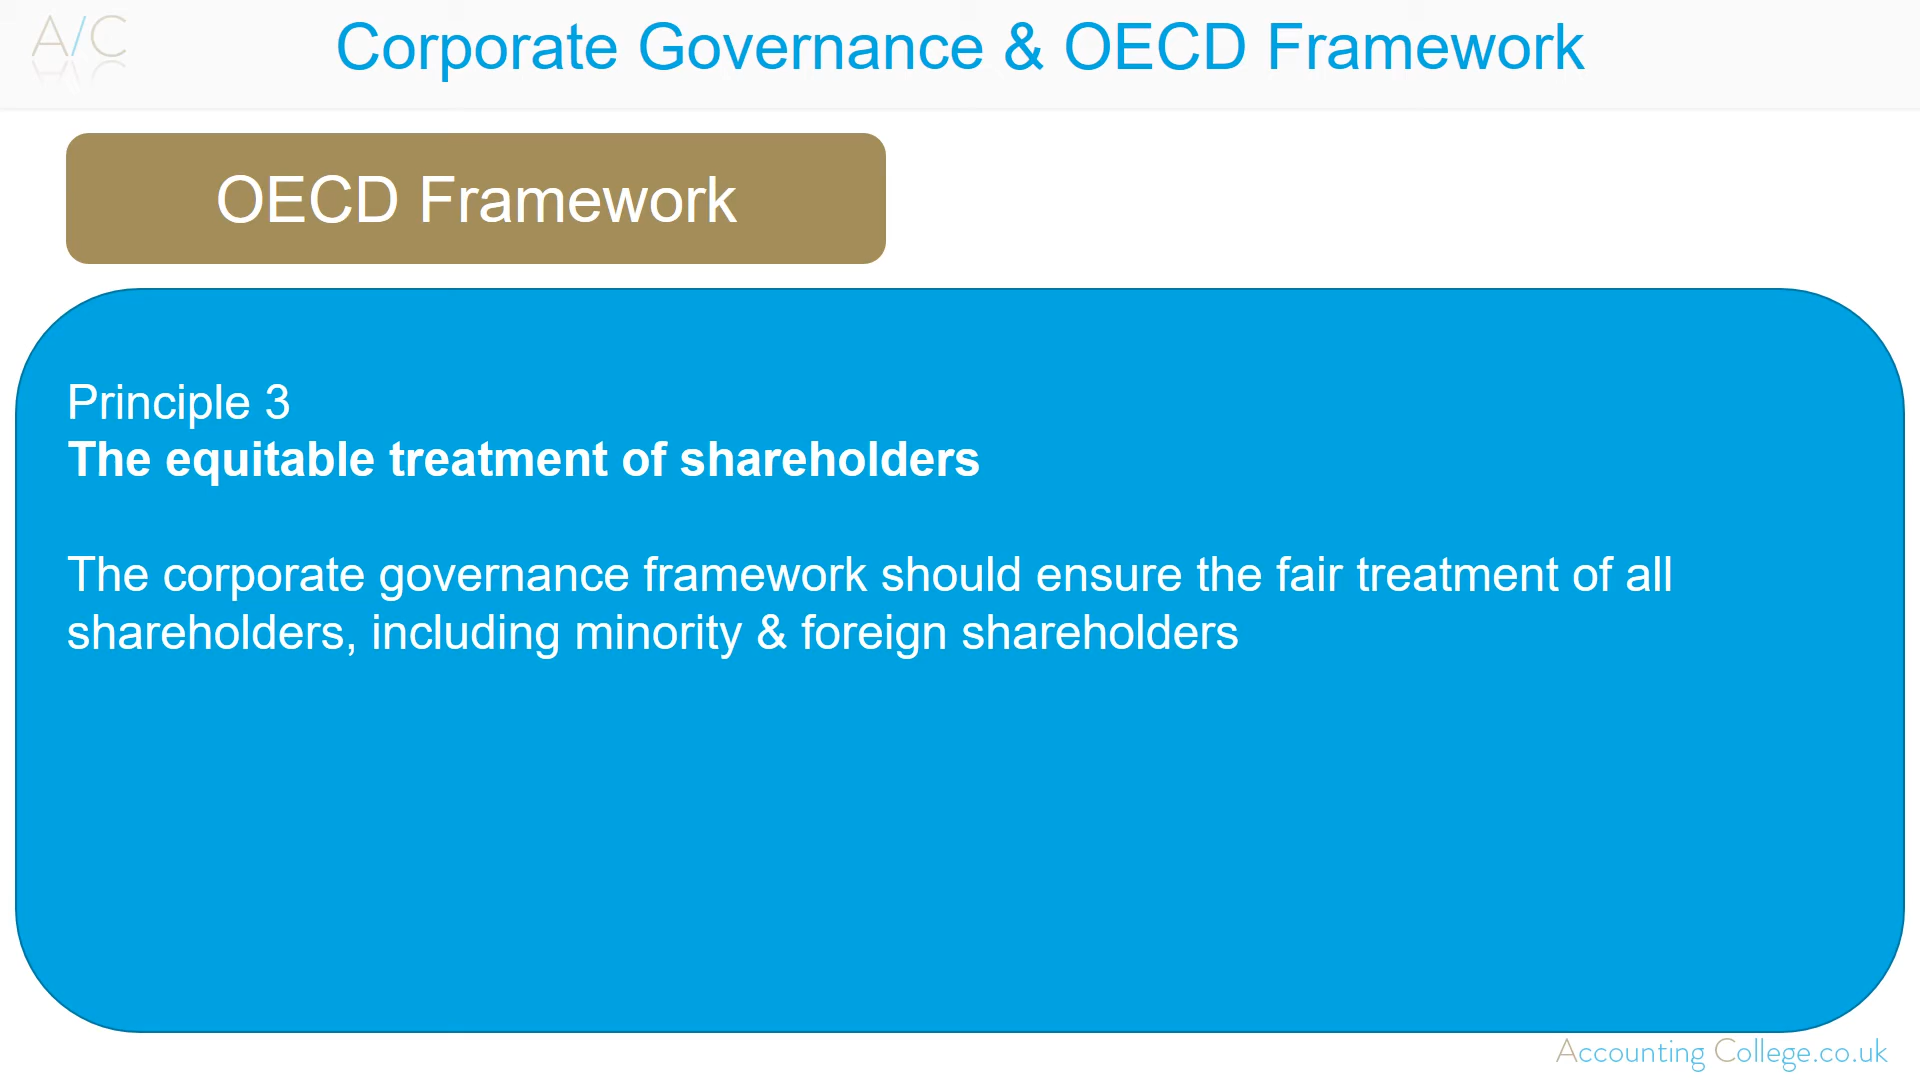 A/C
Corporate Governance & OECD Framework
OECD Framework
Principle 3
The equitable treatment of shareholders
The corporate governance framework should ensure the fair treatment of all
shareholders, including minority & foreign shareholders
Accounting College.co.uk